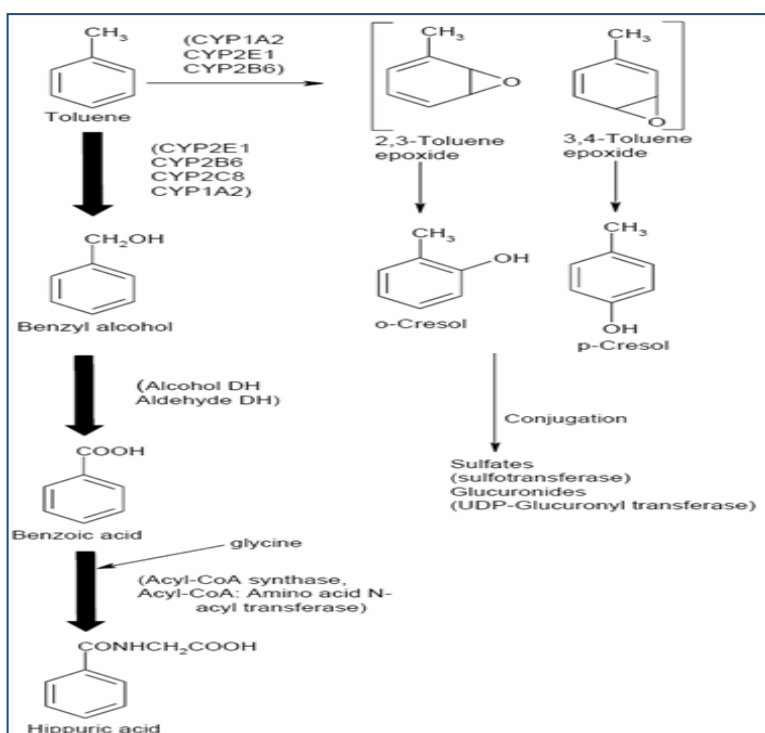 CH₃
Toluene
(CYP1A2
CYP2E1
CYP2B6)
CH₃
O
2,3-Toluene
epoxide
CH₃
O
3,4-Toluene
epoxide
(CYP2E1
CYP2B6
CYP2C8
CYP1A2)
CH₂OH
Benzyl alcohol
CH₃
OH
o-Cresol
CH₃
OH
p-Cresol
(Alcohol DH
Aldehyde DH)
Conjugation
Sulfates
(sulfotransferase)
Glucuronides
(UDP-Glucuronyl transferase)
COOH
Benzoic acid
glycine
(Acyl-CoA synthase,
Acyl-CoA: Amino acid N-
acyl transferase)
CONHCH₂COOH
Hippuric acid